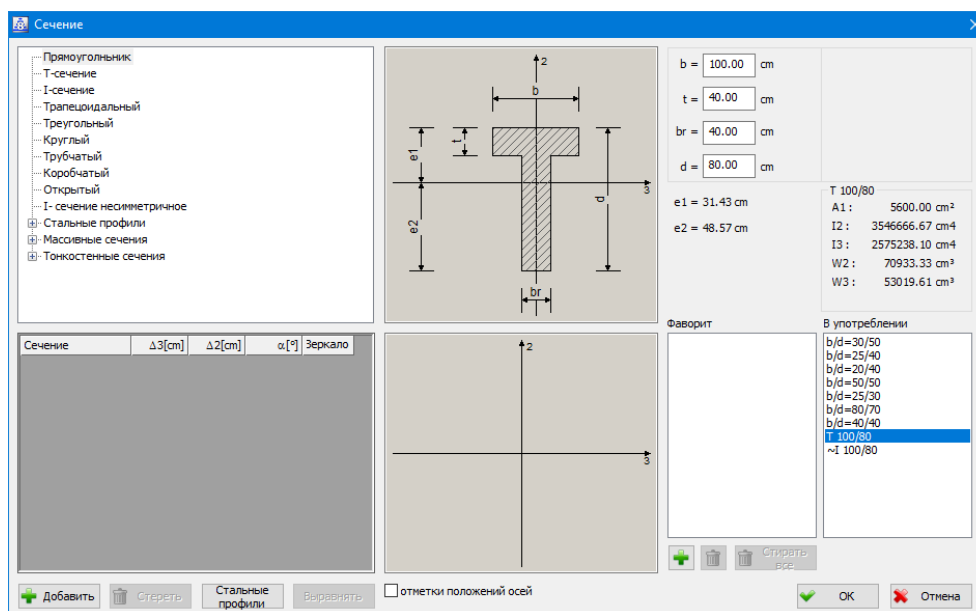 Сечение
Прямоуголньник
Т-сечение
I-сечение
Трапецоидальный
Треугольный
Круглый
Трубчатый
Коробчатый
Открытый
I- сечение несимметричное
Стальные профили
Массивные сечения
Тонкостенные сечения
2
b
t
e1
3
d
e2
br
b = 100.00 cm
t = 40.00 cm
br = 40.00 cm
d = 80.00 cm
e1 = 31.43 cm
e2 = 48.57 cm
T 100/80
A1 : 5600.00 cm²
I2 : 3546666.67 cm4
I3 : 2575238.10 cm4
W2 : 70933.33 cm³
W3 : 53019.61 cm³
Сечение Δ3[cm] Δ2[cm] α[°] Зеркало
2
3
Фаворит
В употреблении
b/d=30/50
b/d=25/40
b/d=20/40
b/d=50/50
b/d=25/30
b/d=80/70
b/d=40/40
T 100/80
~I 100/80
Стирать
все
Добавить
Стереть
Стальные
профили
Выравнять
отметки положений осей
OK
Отмена